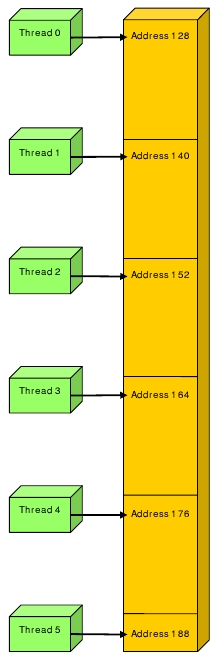 Thread 0
Address 128
Thread 1
Address 140
Thread 2
Address 152
Thread 3
Address 164
Thread 4
Address 176
Thread 5
Address 188